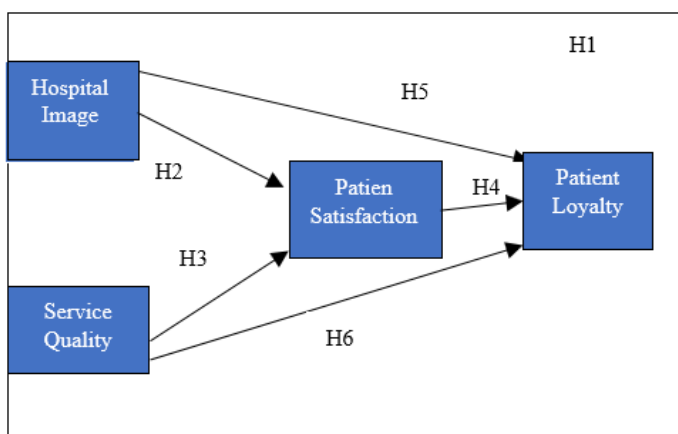 H1
Hospital
Image
H5
H2
Patien
Satisfaction
H4
Patient
Loyalty
H3
Service
Quality
H6